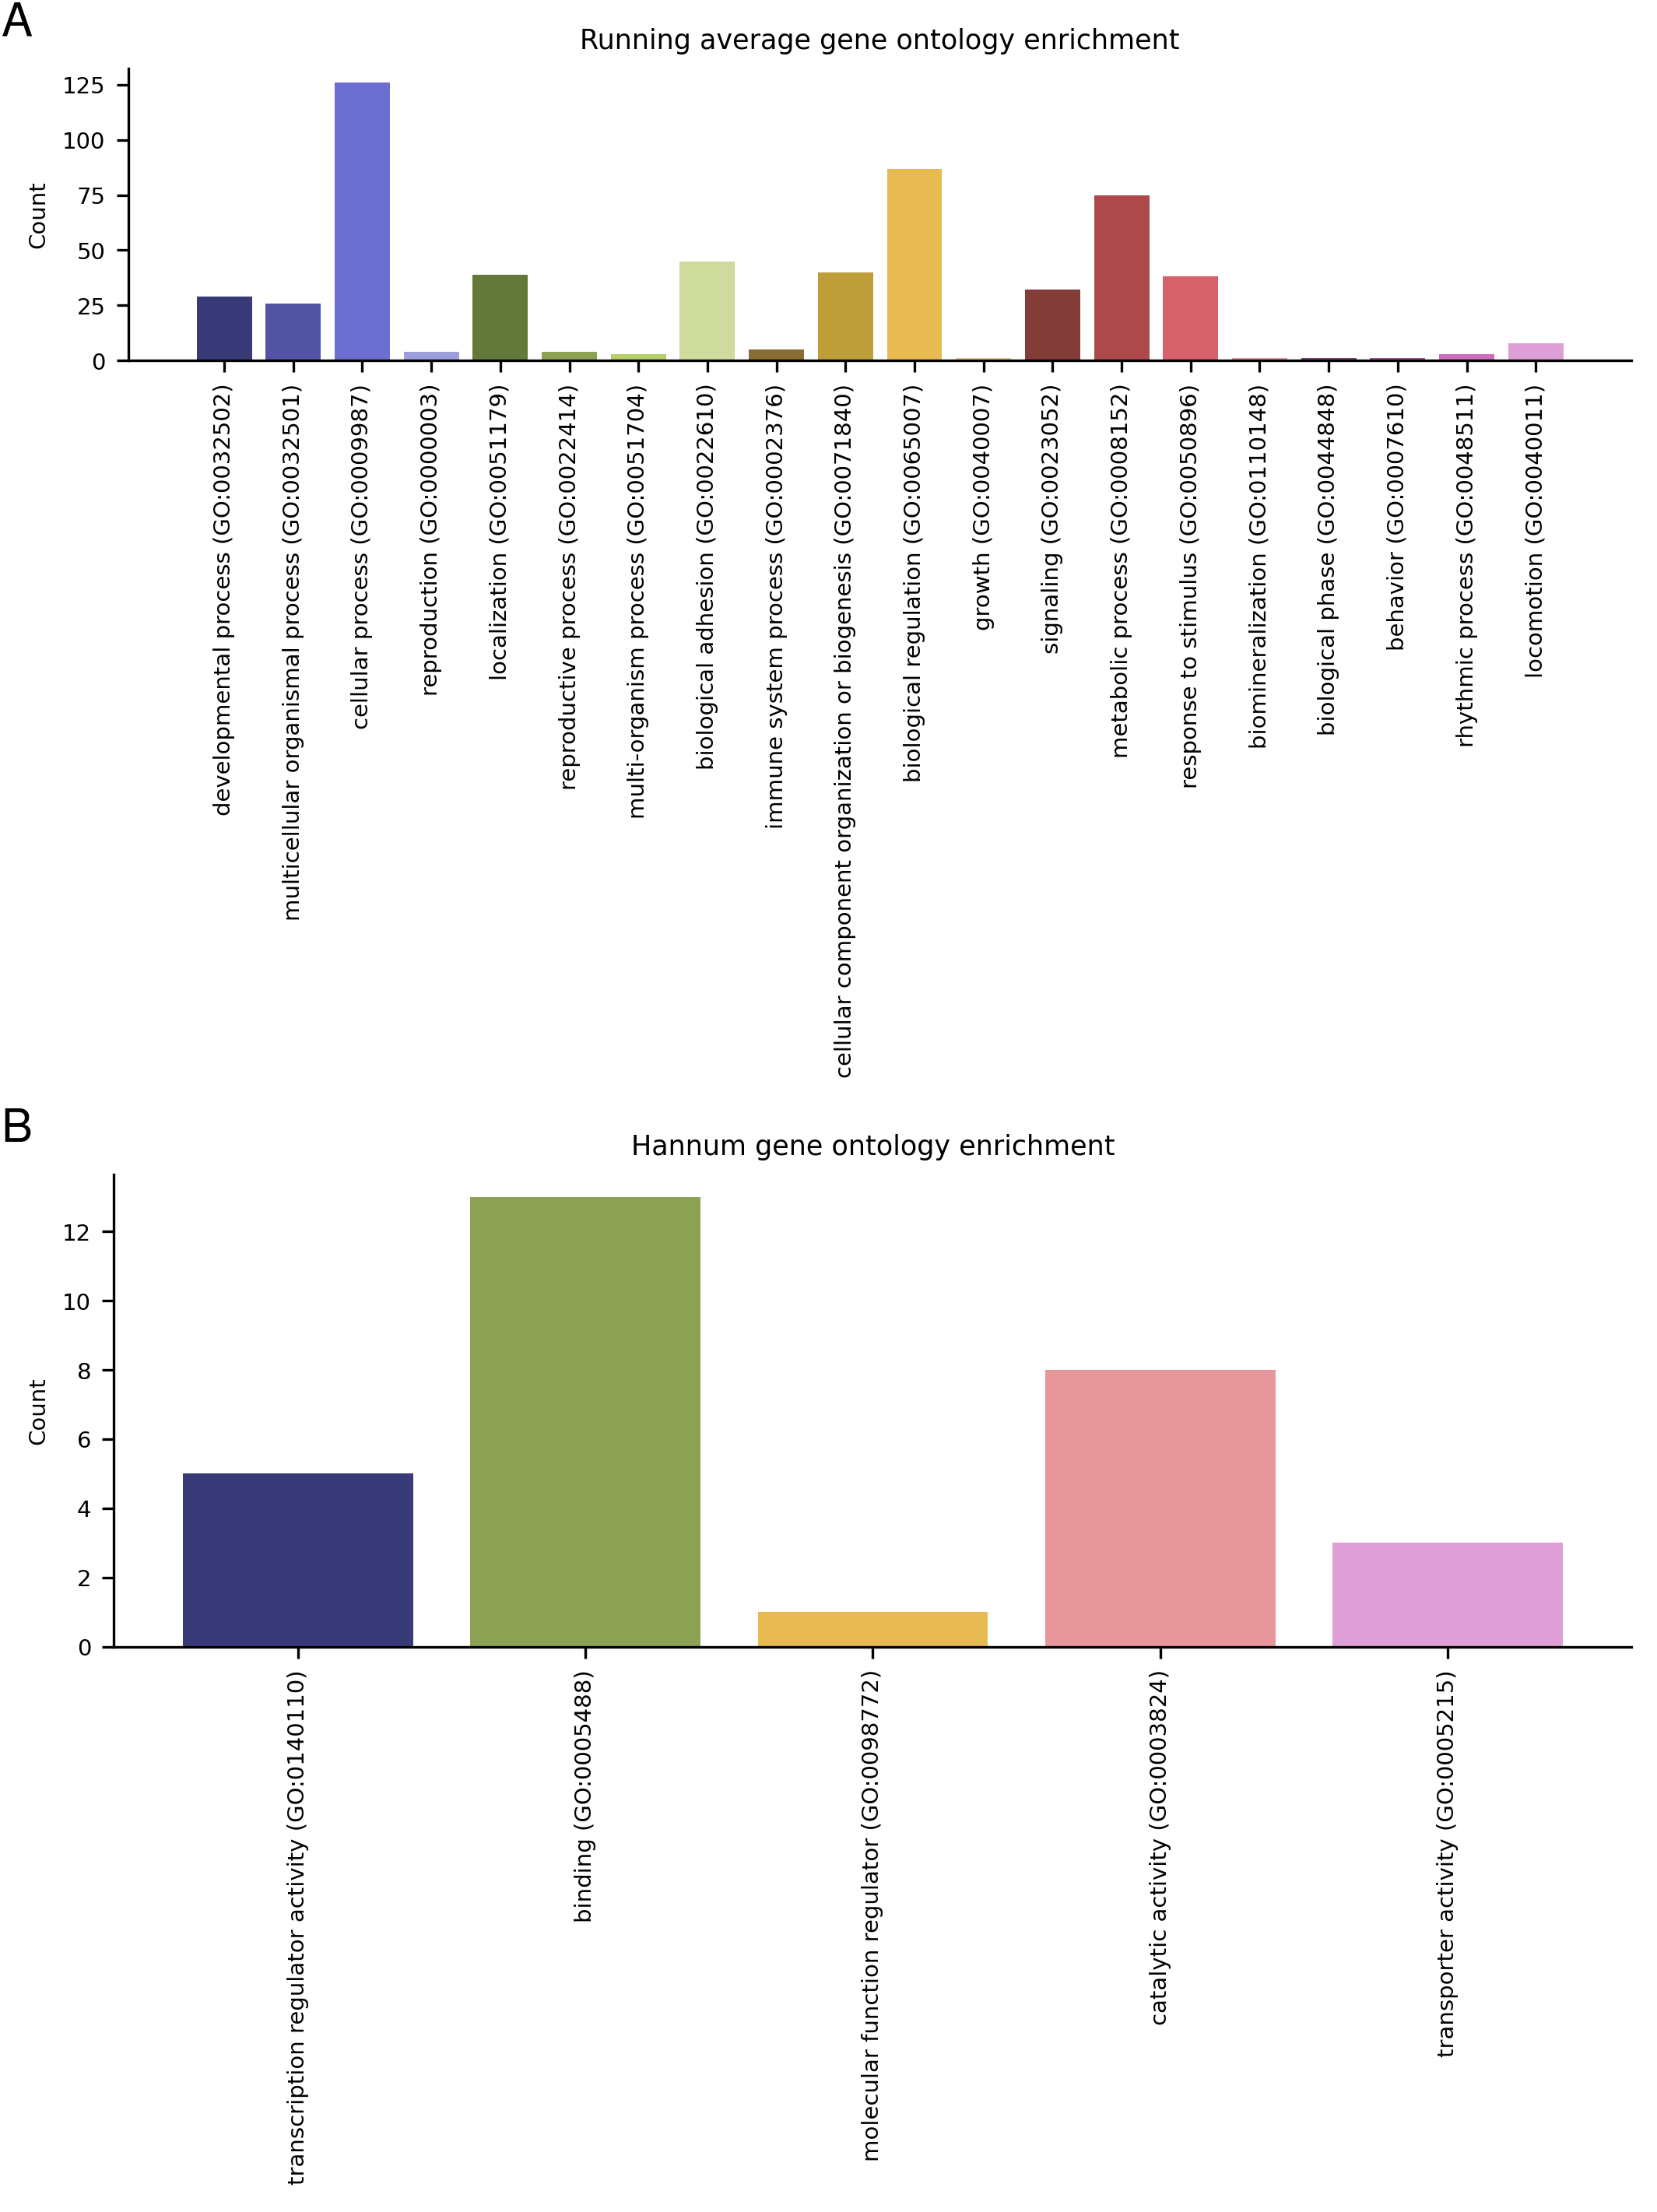 A
Running average gene ontology enrichment
Count
125
100
75
50
25
0
developmental process (GO:0032502)
multicellular organismal process (GO:0032501)
cellular process (GO:0009987)
reproduction (GO:0000003)
localization (GO:0051179)
reproductive process (GO:0022414)
multi-organism process (GO:0051704)
biological adhesion (GO:0022610)
immune system process (GO:0002376)
cellular component organization or biogenesis (GO:0071840)
biological regulation (GO:0065007)
growth (GO:0040007)
signaling (GO:0023052)
metabolic process (GO:0008152)
response to stimulus (GO:0050896)
biomineralization (GO:0110148)
biological phase (GO:0044848)
behavior (GO:0007610)
rhythmic process (GO:0048511)
locomotion (GO:0040011)
B
Hannum gene ontology enrichment
Count
12
10
8
6
4
2
0
transcription regulator activity (GO:0140110)
binding (GO:0005488)
molecular function regulator (GO:0098772)
catalytic activity (GO:0003824)
transporter activity (GO:0005215)